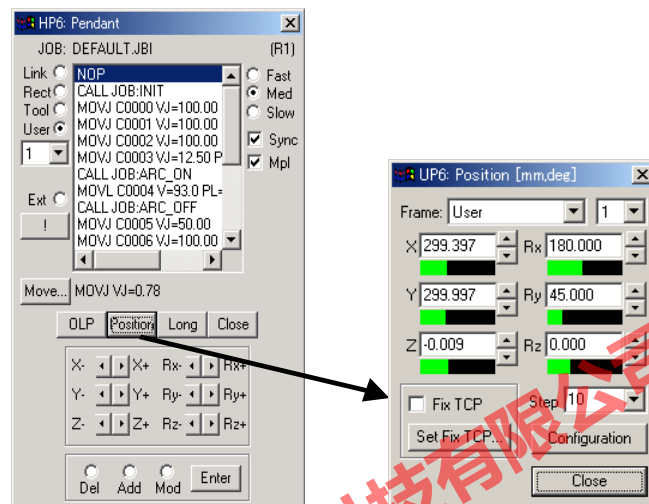 HP6: Pendant
JOB: DEFAULT.JBI (R1)
Link
Rect
Tool
User
1
Ext
!
NOP
CALL JOB:INIT
MOVJ C0000 VJ=100.00
MOVJ C0001 VJ=100.00
MOVJ C0002 VJ=100.00
MOVJ C0003 VJ=12.50 P
CALL JOB:ARC_ON
MOVL C0004 V=93.0 PL=
CALL JOB:ARC_OFF
MOVJ C0005 VJ=50.00
MOVJ C0006 VJ=100.00
Fast
Med
Slow
Sync
Mpl
Move... MOVJ VJ=0.78
OLP Position Long Close
X- X+ Rx- Rx+
Y- Y+ Ry- Ry+
Z- Z+ Rz- Rz+
Del Add Mod Enter
UP6: Position [mm,deg]
Frame: User 1
X 299.397 Rx 180.000
Y 299.997 Ry 45.000
Z -0.009 Rz 0.000
Fix TCP Step 10
Set Fix TCP... Configuration
Close
技有限公司